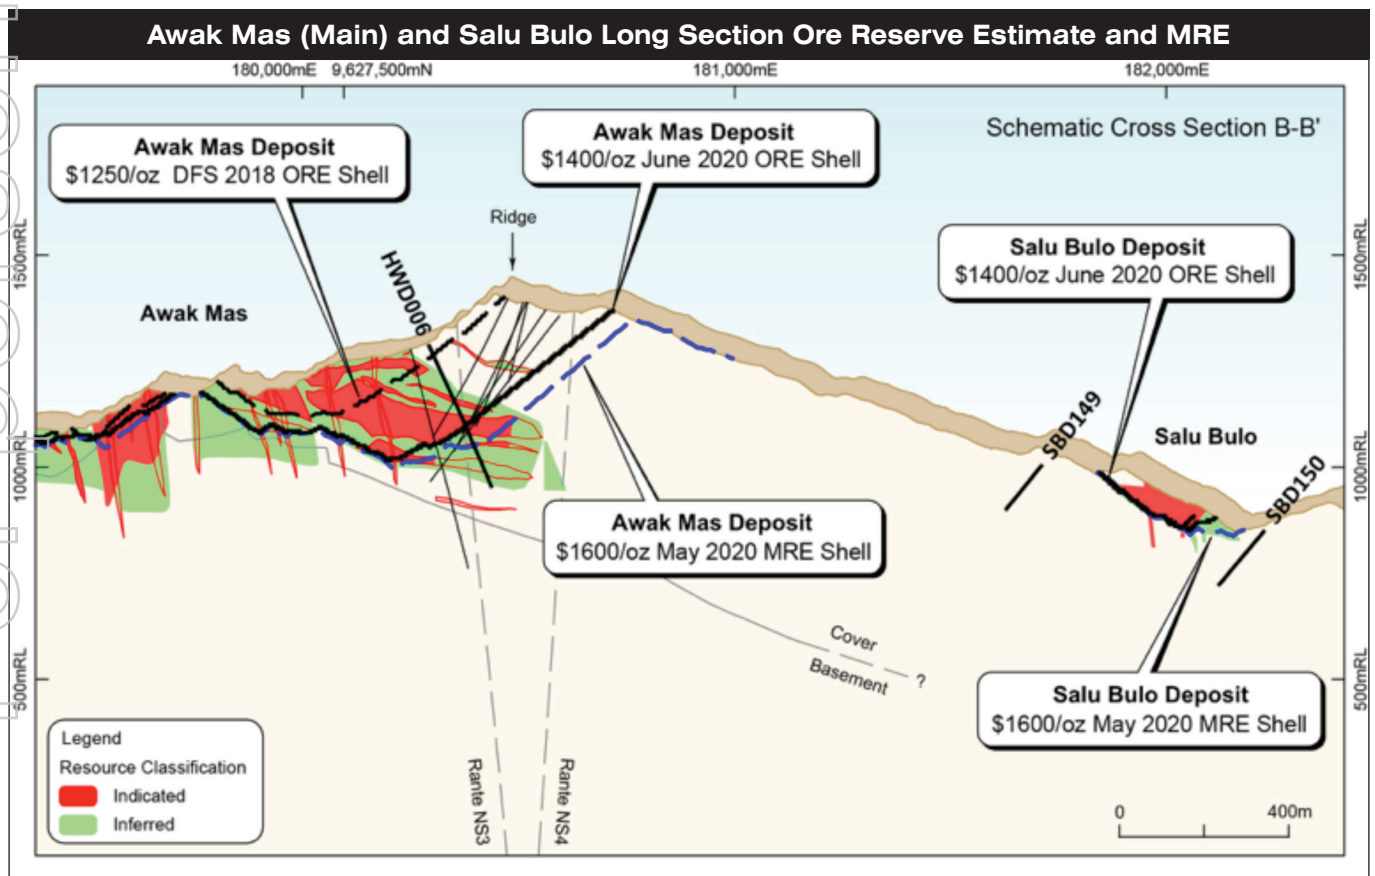 Awak Mas (Main) and Salu Bulo Long Section Ore Reserve Estimate and MRE
180,000mE 9,627,500mN 181,000mE 182,000mE
Schematic Cross Section B-B'
Awak Mas Deposit
$1250/oz DFS 2018 ORE Shell
Awak Mas Deposit
$1400/oz June 2020 ORE Shell
Salu Bulo Deposit
$1400/oz June 2020 ORE Shell
Ridge
1500mRL
1500mRL
HWD006
Awak Mas
SBD149
Salu Bulo
SBD150
1000mRL
1000mRL
Awak Mas Deposit
$1600/oz May 2020 MRE Shell
Cover
Basement
?
Salu Bulo Deposit
$1600/oz May 2020 MRE Shell
500mRL
500mRL
Rante NS3
Rante NS4
Legend
Resource Classification
Indicated
Inferred
0 400m